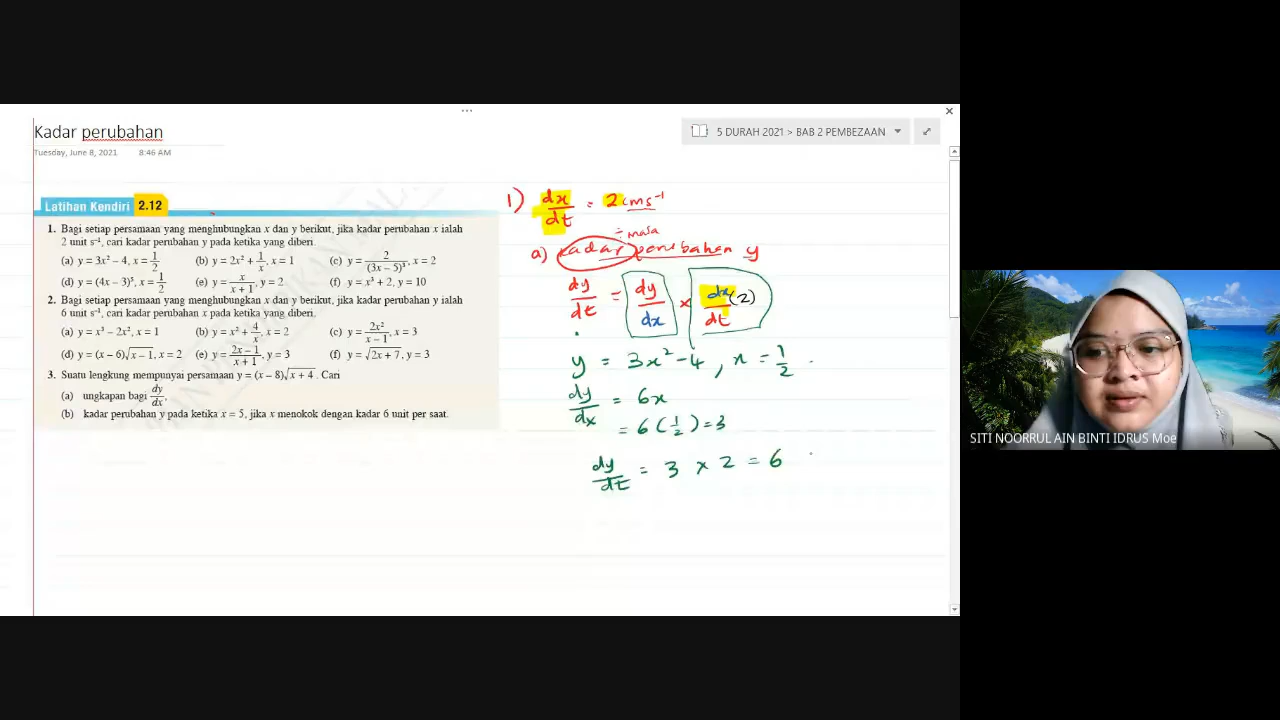 Kadar perubahan
5 DURAH 2021 > BAB 2 PEMBEZAAN
Tuesday, June 8, 2021 8:46 AM
Latihan Kendiri 2.12
1. Bagi setiap persamaan yang menghubungkan x dan y berikut, jika kadar perubahan x ialah
2 unit s⁻¹, cari kadar perubahan y pada ketika yang diberi.
(a) y = 3x² – 4, x = 1/2 (b) y = 2x² + 1/x, x = 1 (c) y = 2/(3x – 5)³, x = 2
(d) y = (4x – 3)⁵, x = 1/2 (e) y = x/(x + 1), y = 2 (f) y = x³ + 2, y = 10
2. Bagi setiap persamaan yang menghubungkan x dan y berikut, jika kadar perubahan y ialah
6 unit s⁻¹, cari kadar perubahan x pada ketika yang diberi.
(a) y = x³ – 2x², x = 1 (b) y = x² + 4/x, x = 2 (c) y = 2x²/(x – 1), x = 3
(d) y = (x – 6)√(x – 1), x = 2 (e) y = (2x – 1)/(x + 1), y = 3 (f) y = √(2x + 7), y = 3
3. Suatu lengkung mempunyai persamaan y = (x – 8)√(x + 4). Cari
(a) ungkapan bagi dy/dx,
(b) kadar perubahan y pada ketika x = 5, jika x menokok dengan kadar 6 unit per saat.
1) dx/dt = 2 cms⁻¹
÷ masa
a) kadar perubahan y
dy/dt = dy/dx × dx/dt (2)
y = 3x² – 4, x = 1/2
dy/dx = 6x
= 6(1/2) = 3
dy/dt = 3 × 2 = 6
SITI NOORRUL AIN BINTI IDRUS Moe